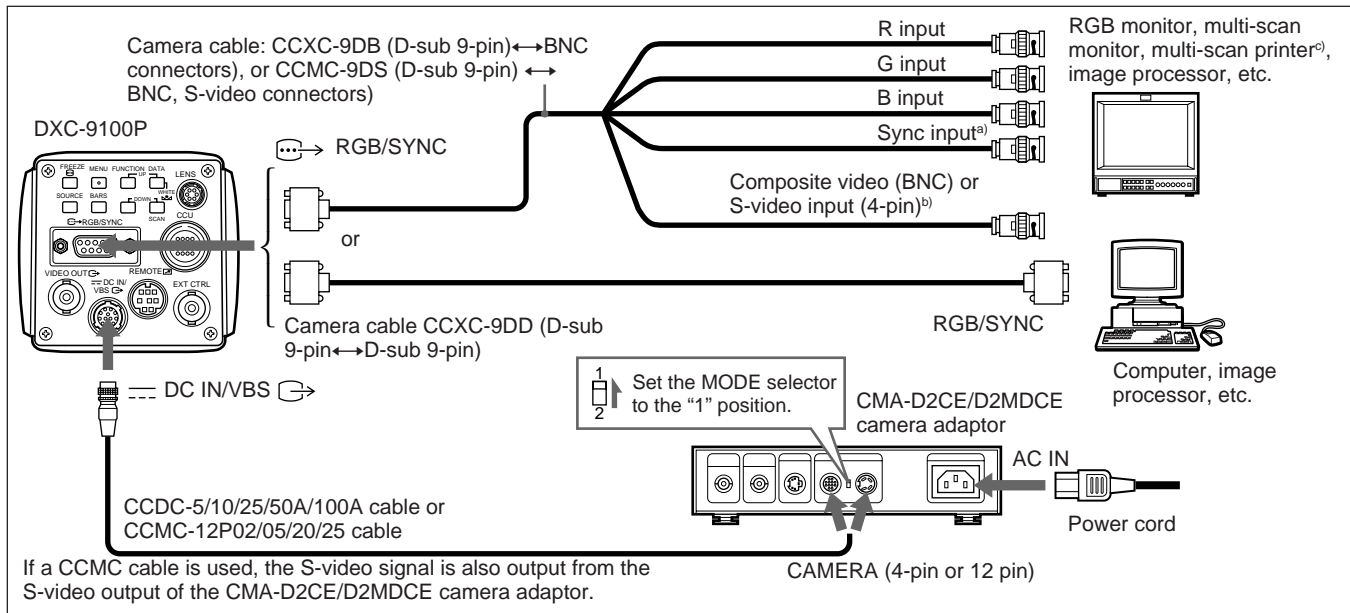 Camera cable: CCXC-9DB (D-sub 9-pin)↔BNC
connectors), or CCMC-9DS (D-sub 9-pin) ↔
BNC, S-video connectors)
R input
G input
B input
Sync input a)
Composite video (BNC) or
S-video input (4-pin) b)
RGB monitor, multi-scan
monitor, multi-scan printer c),
image processor, etc.
DXC-9100P
FREEZE MENU FUNCTION DATA
UP
LENS
SOURCE BARS
DOWN
WHITE
SCAN
CCU
RGB/SYNC
VIDEO OUT
DC IN/
VBS
REMOTE
EXT CTRL
RGB/SYNC
or
Camera cable CCXC-9DD (D-sub
9-pin↔D-sub 9-pin)
RGB/SYNC
Computer, image
processor, etc.
DC IN/VBS
1
2
Set the MODE selector
to the “1” position.
CMA-D2CE/D2MDCE
camera adaptor
AC IN
Power cord
CCDC-5/10/25/50A/100A cable or
CCMC-12P02/05/20/25 cable
If a CCMC cable is used, the S-video signal is also output from the
S-video output of the CMA-D2CE/D2MDCE camera adaptor.
CAMERA (4-pin or 12 pin)